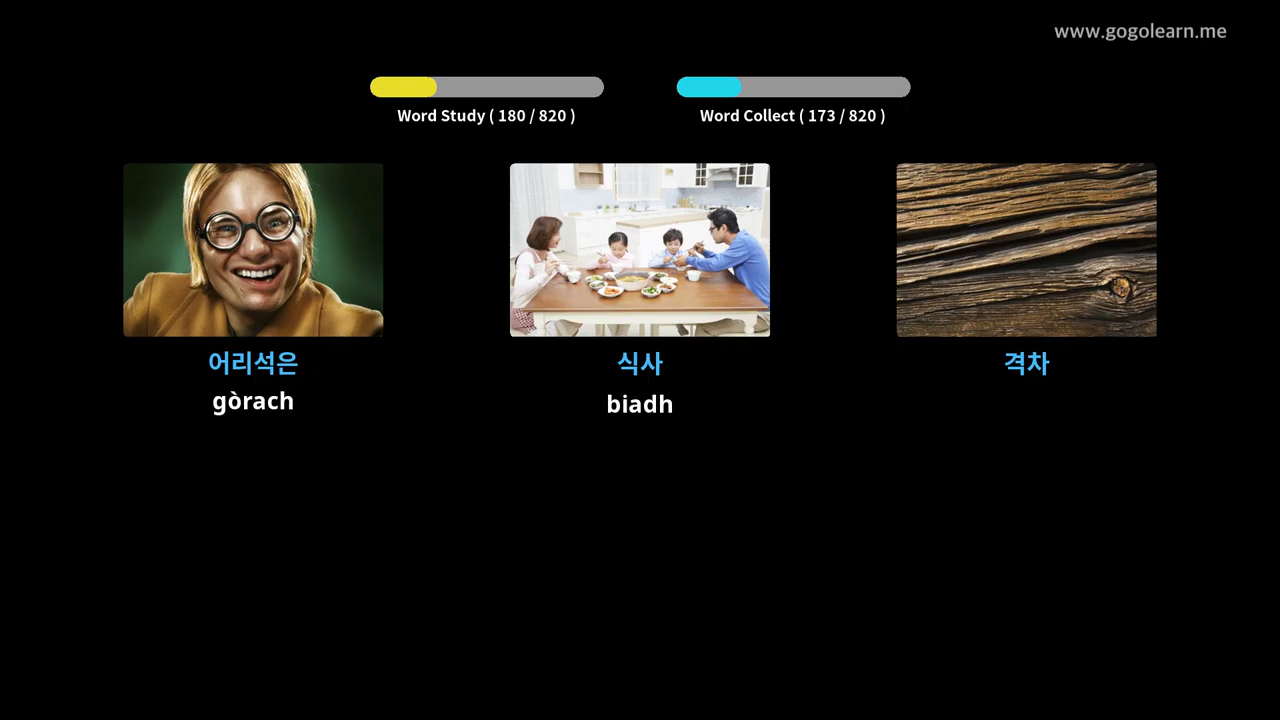 www.gogolearn.me
Word Study ( 180 / 820 )
Word Collect ( 173 / 820 )
어리석은
gòrach
식사
biadh
격차